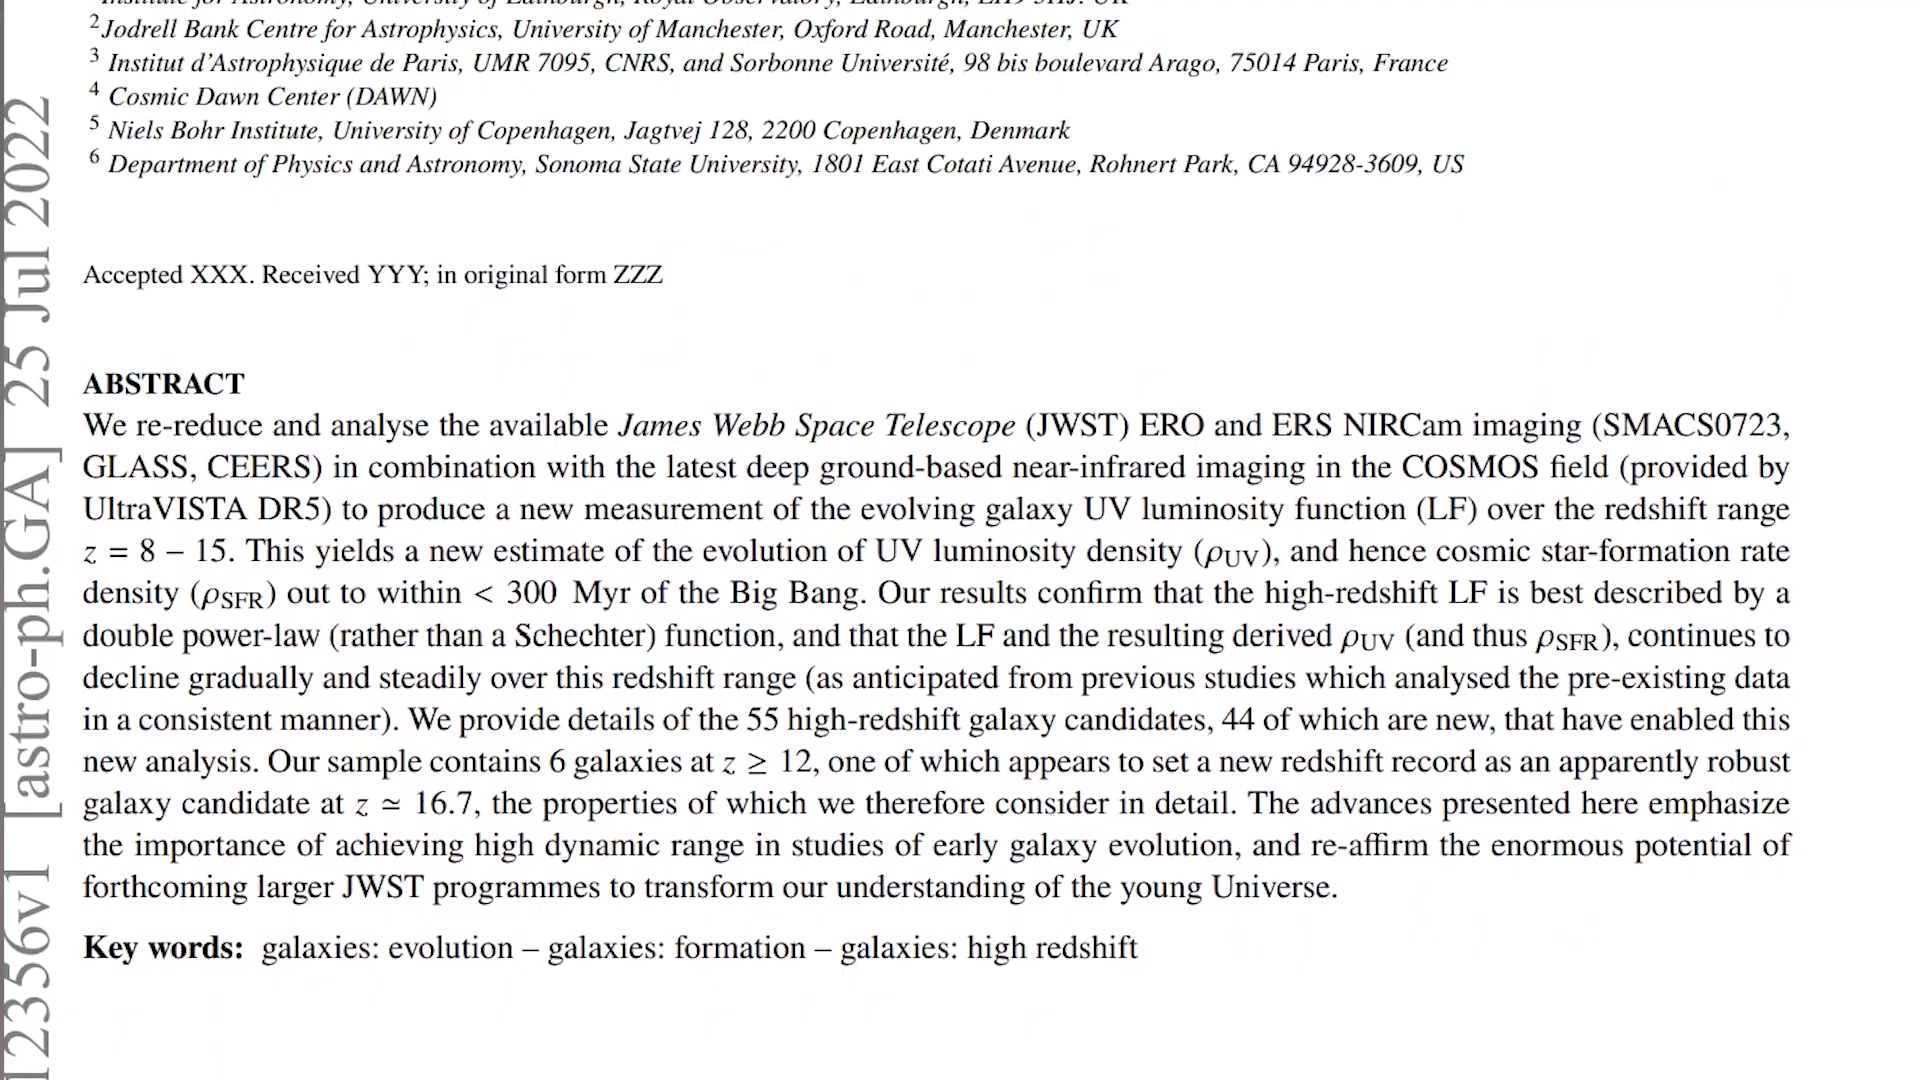 Institute for Astronomy, University of Edinburgh, Royal Observatory, Edinburgh, EH9 3HJ. UK
2 Jodrell Bank Centre for Astrophysics, University of Manchester, Oxford Road, Manchester, UK
3 Institut d'Astrophysique de Paris, UMR 7095, CNRS, and Sorbonne Université, 98 bis boulevard Arago, 75014 Paris, France
4 Cosmic Dawn Center (DAWN)
5 Niels Bohr Institute, University of Copenhagen, Jagtvej 128, 2200 Copenhagen, Denmark
6 Department of Physics and Astronomy, Sonoma State University, 1801 East Cotati Avenue, Rohnert Park, CA 94928-3609, US
Accepted XXX. Received YYY; in original form ZZZ
ABSTRACT
We re-reduce and analyse the available James Webb Space Telescope (JWST) ERO and ERS NIRCam imaging (SMACS0723,
GLASS, CEERS) in combination with the latest deep ground-based near-infrared imaging in the COSMOS field (provided by
UltraVISTA DR5) to produce a new measurement of the evolving galaxy UV luminosity function (LF) over the redshift range
z = 8 – 15. This yields a new estimate of the evolution of UV luminosity density (ρUV), and hence cosmic star-formation rate
density (ρSFR) out to within < 300 Myr of the Big Bang. Our results confirm that the high-redshift LF is best described by a
double power-law (rather than a Schechter) function, and that the LF and the resulting derived ρUV (and thus ρSFR), continues to
decline gradually and steadily over this redshift range (as anticipated from previous studies which analysed the pre-existing data
in a consistent manner). We provide details of the 55 high-redshift galaxy candidates, 44 of which are new, that have enabled this
new analysis. Our sample contains 6 galaxies at z ≥ 12, one of which appears to set a new redshift record as an apparently robust
galaxy candidate at z ≃ 16.7, the properties of which we therefore consider in detail. The advances presented here emphasize
the importance of achieving high dynamic range in studies of early galaxy evolution, and re-affirm the enormous potential of
forthcoming larger JWST programmes to transform our understanding of the young Universe.
Key words: galaxies: evolution – galaxies: formation – galaxies: high redshift
12356v1 [astro-ph.GA] 25 Jul 2022